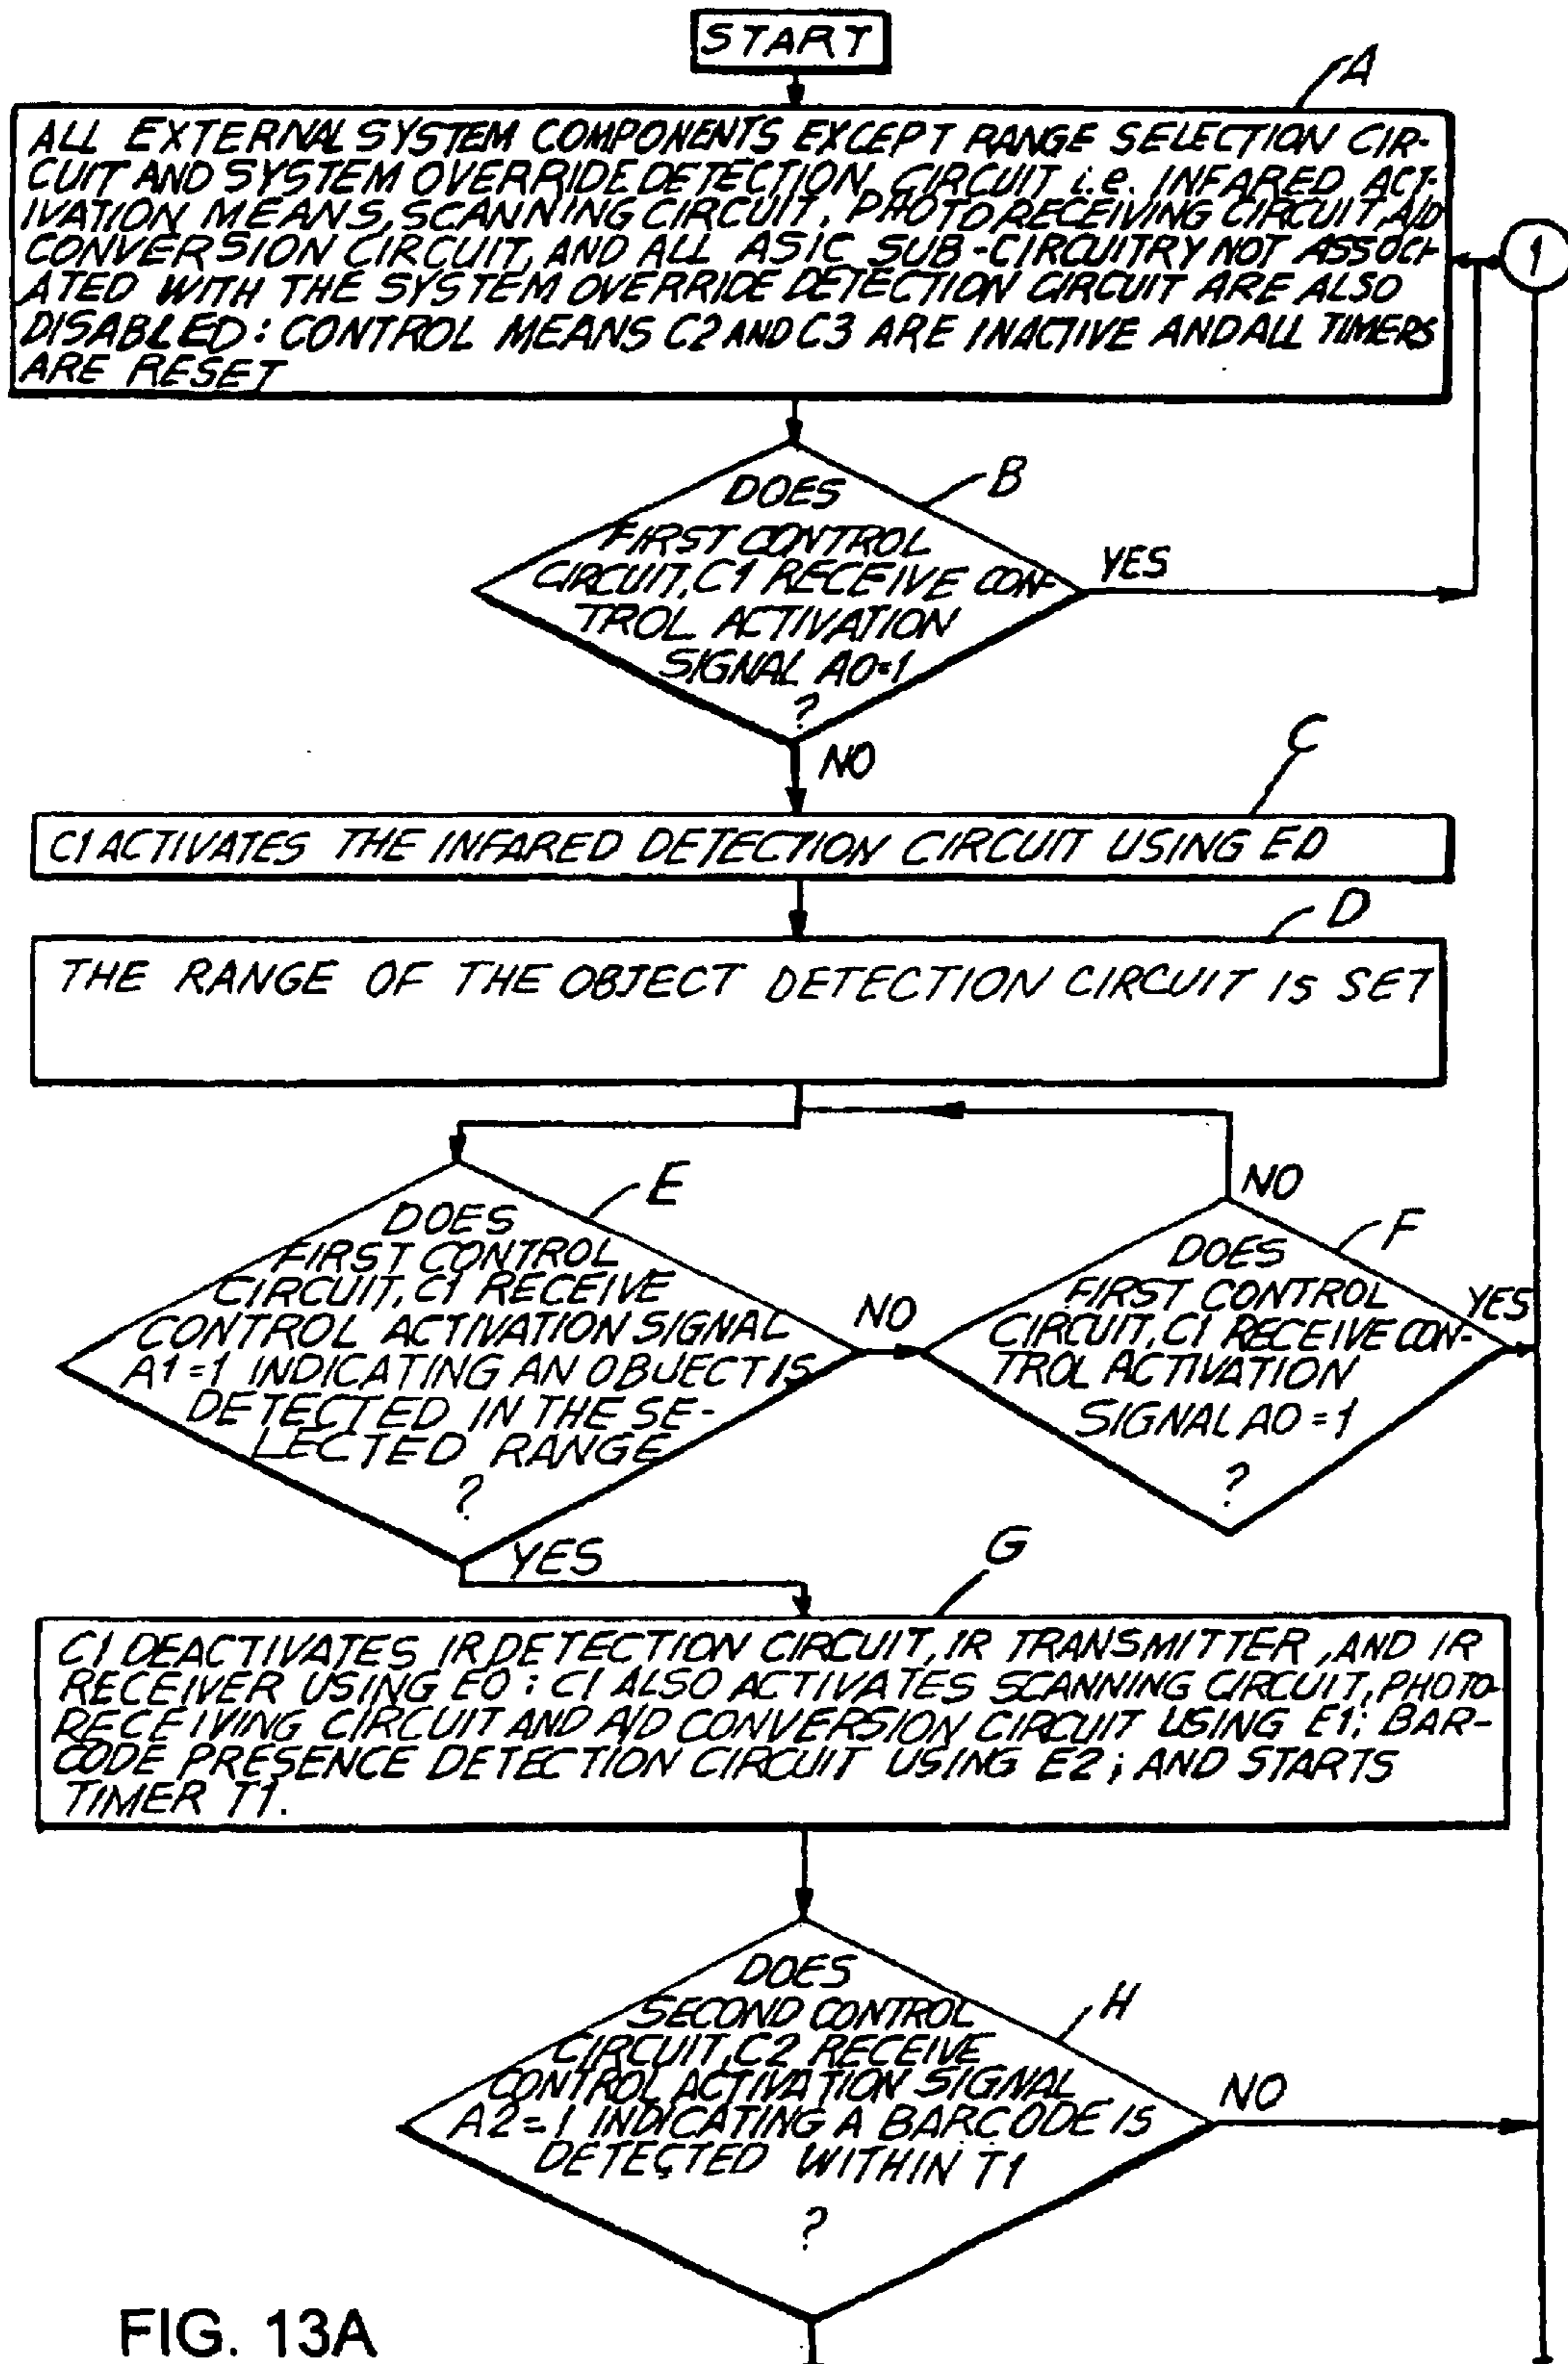 START
A
ALL EXTERNAL SYSTEM COMPONENTS EXCEPT RANGE SELECTION CIR-
CUIT AND SYSTEM OVERRIDE DETECTION CIRCUIT i.e. INFARED ACT-
IVATION MEANS, SCANNING CIRCUIT, PHOTORECEIVING CIRCUIT, A/D
CONVERSION CIRCUIT, AND ALL ASIC SUB-CIRCUITRY NOT ASSOCI-
ATED WITH THE SYSTEM OVERRIDE DETECTION CIRCUIT ARE ALSO
DISABLED: CONTROL MEANS C2 AND C3 ARE INACTIVE AND ALL TIMERS
ARE RESET
1
B
DOES
FIRST CONTROL
CIRCUIT, C1 RECEIVE CON-
TROL ACTIVATION
SIGNAL A0=1
?
YES
NO
C
C1 ACTIVATES THE INFARED DETECTION CIRCUIT USING E0
D
THE RANGE OF THE OBJECT DETECTION CIRCUIT IS SET
E
DOES
FIRST CONTROL
CIRCUIT, C1 RECEIVE
CONTROL ACTIVATION SIGNAL
A1=1 INDICATING AN OBJECT IS
DETECTED IN THE SE-
LECTED RANGE
?
NO
YES
NO
F
DOES
FIRST CONTROL
CIRCUIT, C1 RECEIVE CON-
TROL ACTIVATION
SIGNAL A0=1
?
YES
G
C1 DEACTIVATES IR DETECTION CIRCUIT, IR TRANSMITTER, AND IR
RECEIVER USING E0: C1 ALSO ACTIVATES SCANNING CIRCUIT, PHOTO-
RECEIVING CIRCUIT AND A/D CONVERSION CIRCUIT USING E1; BAR-
CODE PRESENCE DETECTION CIRCUIT USING E2; AND STARTS
TIMER T1.
H
DOES
SECOND CONTROL
CIRCUIT, C2 RECEIVE
CONTROL ACTIVATION SIGNAL
A2=1 INDICATING A BARCODE IS
DETECTED WITHIN T1
?
NO
FIG. 13A